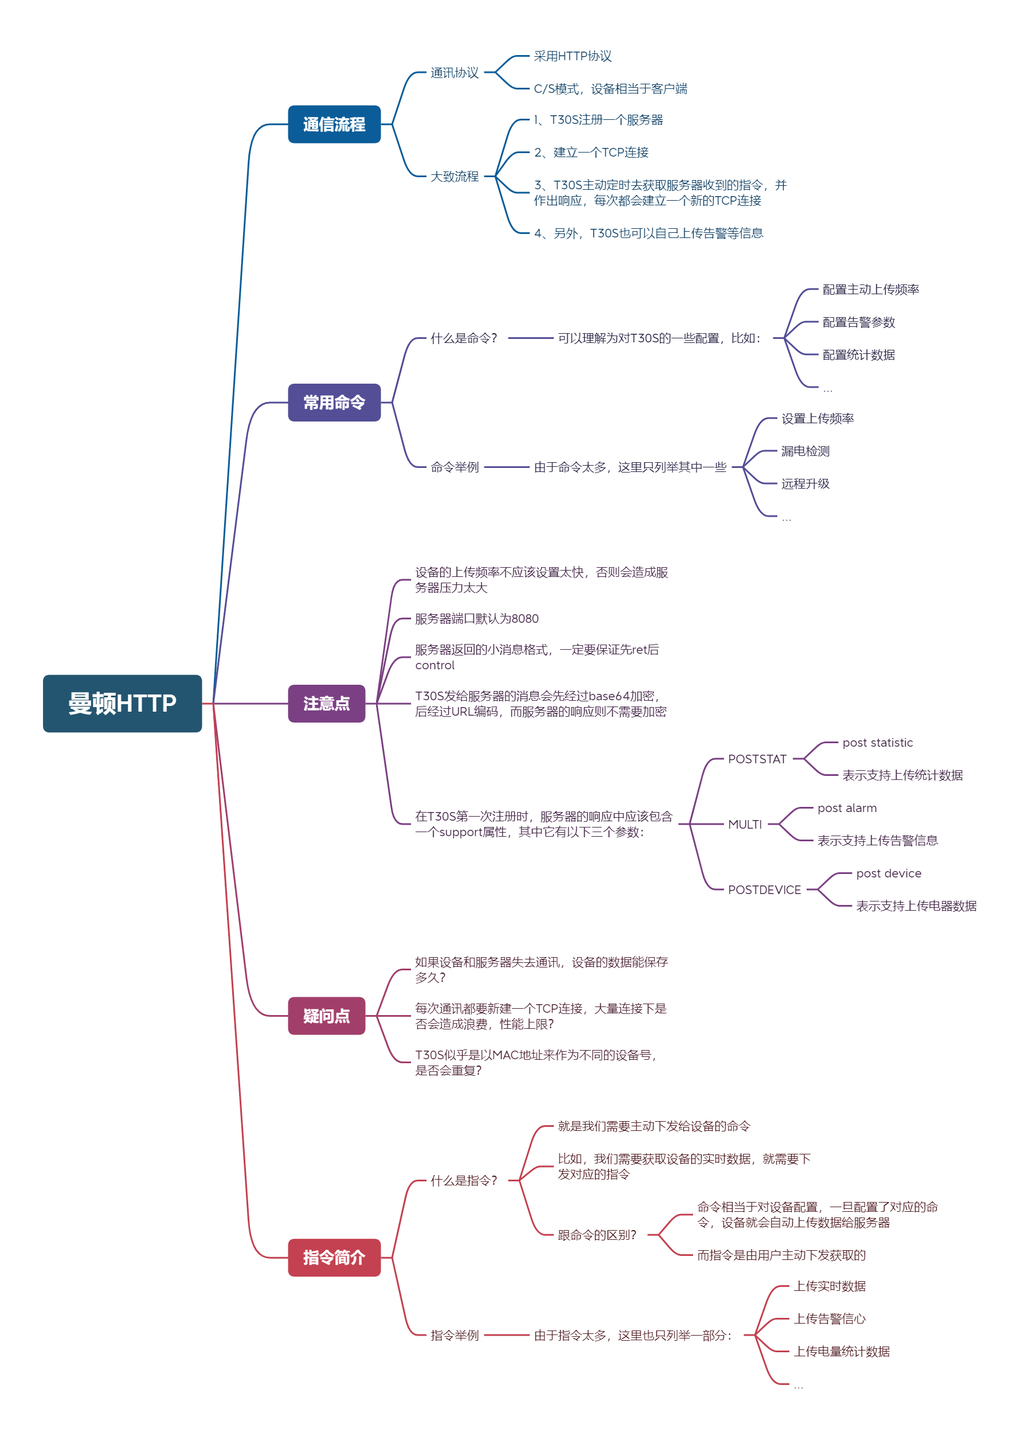 曼顿HTTP
通信流程
通讯协议
采用HTTP协议
C/S模式，设备相当于客户端
大致流程
1、T30S注册一个服务器
2、建立一个TCP连接
3、T30S主动定时去获取服务器收到的指令，并
作出响应，每次都会建立一个新的TCP连接
4、另外，T30S也可以自己上传告警等信息
常用命令
什么是命令？
可以理解为对T30S的一些配置，比如：
配置主动上传频率
配置告警参数
配置统计数据
...
命令举例
由于命令太多，这里只列举其中一些
设置上传频率
漏电检测
远程升级
...
注意点
设备的上传频率不应该设置太快，否则会造成服
务器压力太大
服务器端口默认为8080
服务器返回的小消息格式，一定要保证先ret后
control
T30S发给服务器的消息会先经过base64加密，
后经过URL编码，而服务器的响应则不需要加密
在T30S第一次注册时，服务器的响应中应该包含
一个support属性，其中它有以下三个参数：
POSTSTAT
post statistic
表示支持上传统计数据
MULTI
post alarm
表示支持上传告警信息
POSTDEVICE
post device
表示支持上传电器数据
疑问点
如果设备和服务器失去通讯，设备的数据能保存
多久？
每次通讯都要新建一个TCP连接，大量连接下是
否会造成浪费，性能上限？
T30S似乎是以MAC地址来作为不同的设备号，
是否会重复？
指令简介
什么是指令？
就是我们需要主动下发给设备的命令
比如，我们需要获取设备的实时数据，就需要下
发对应的指令
跟命令的区别？
命令相当于对设备配置，一旦配置了对应的命
令，设备就会自动上传数据给服务器
而指令是由用户主动下发获取的
指令举例
由于指令太多，这里也只列举一部分：
上传实时数据
上传告警信心
上传电量统计数据
...